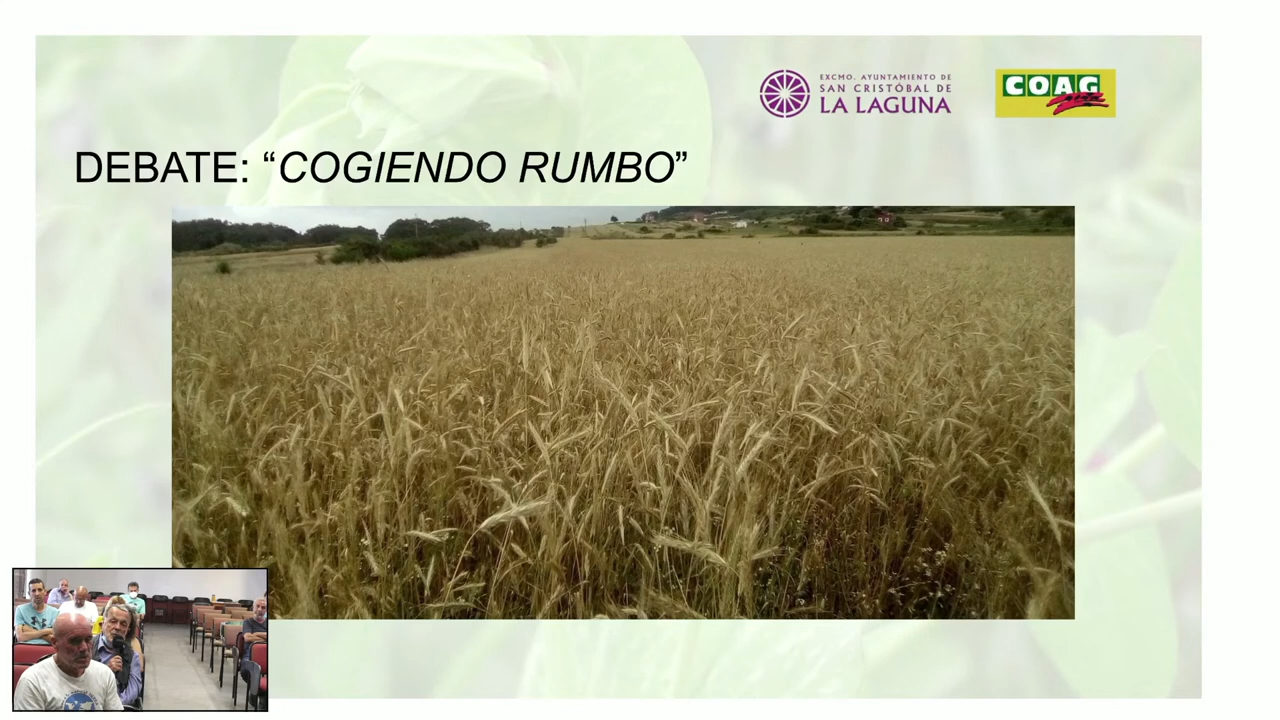 EXCMO. AYUNTAMIENTO DE
SAN CRISTÓBAL DE
LA LAGUNA
COAG
DEBATE: “COGIENDO RUMBO”